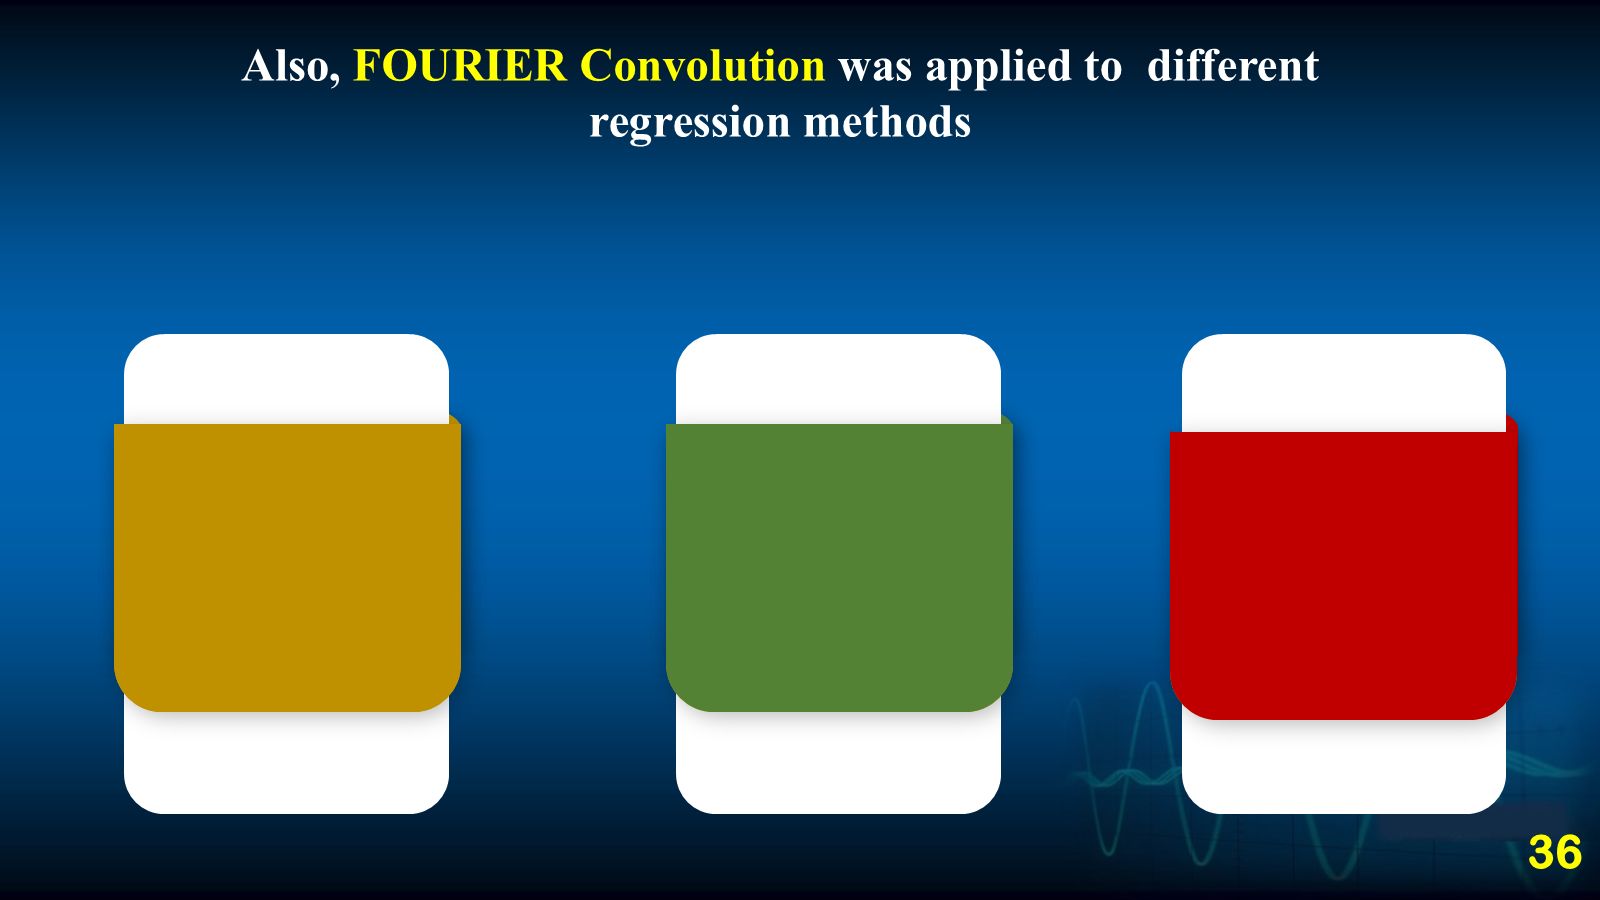 Also, FOURIER Convolution was applied to  different
regression methods
36